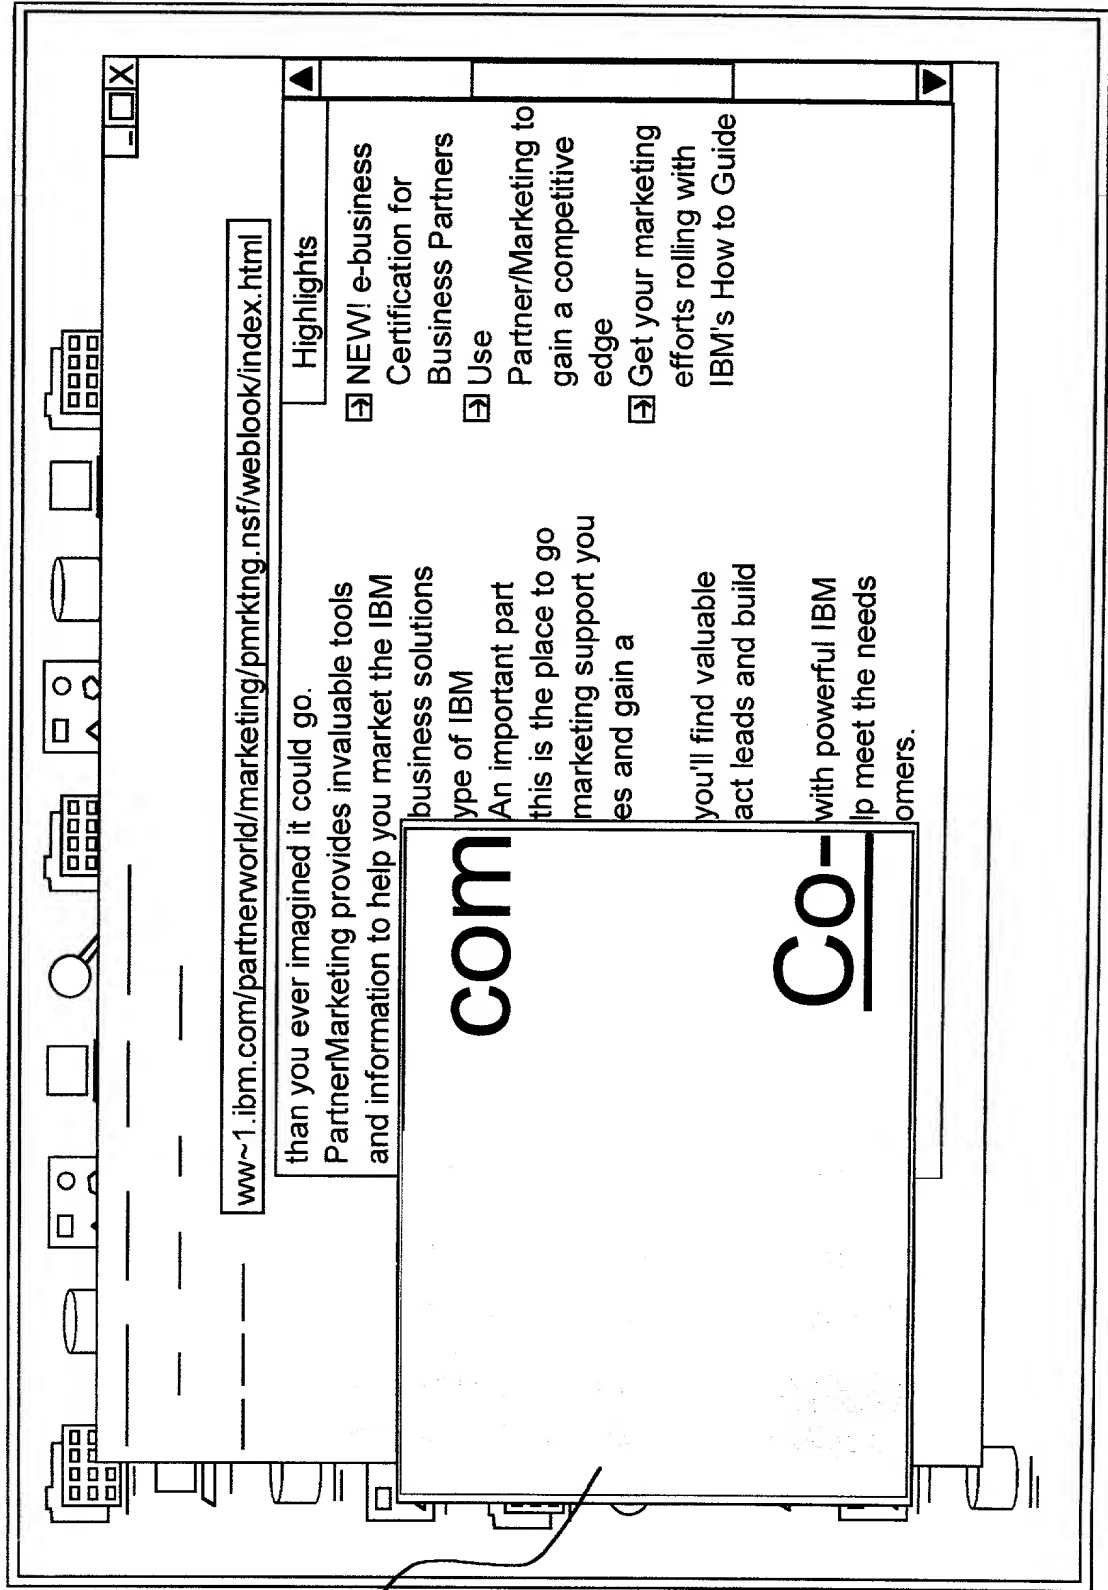 ww~1.ibm.com/partnerworld/marketing/pmrktng.nsf/weblook/index.html
than you ever imagined it could go.
PartnerMarketing provides invaluable tools
and information to help you market the IBM
business solutions
ype of IBM
An important part
this is the place to go
marketing support you
es and gain a
you'll find valuable
act leads and build
with powerful IBM
lp meet the needs
omers.
com
Co-
Highlights
NEW! e-business
Certification for
Business Partners
Use
Partner/Marketing to
gain a competitive
edge
Get your marketing
efforts rolling with
IBM's How to Guide